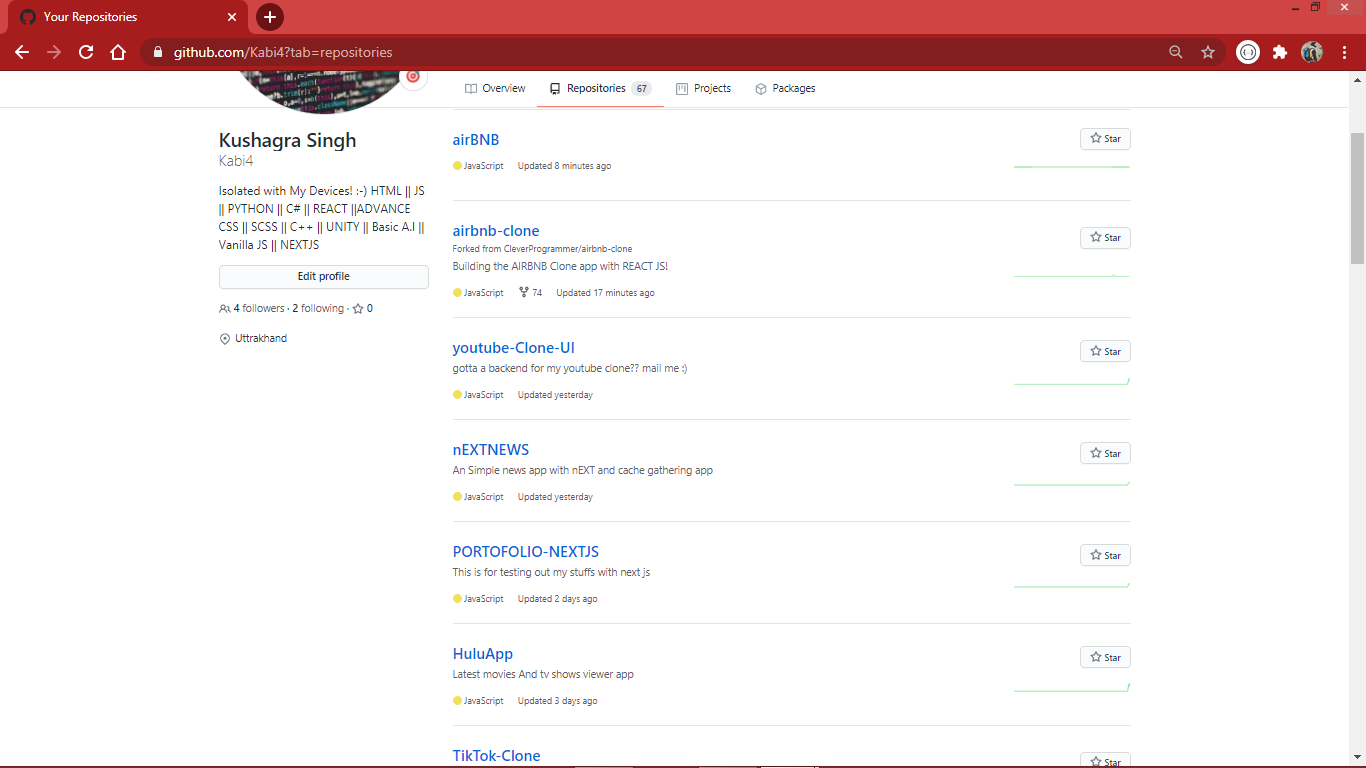 Your Repositories
github.com/Kabi4?tab=repositories
Overview
Repositories 67
Projects
Packages
Kushagra Singh
Kabi4
Isolated with My Devices! :-) HTML || JS
|| PYTHON || C# || REACT ||ADVANCE
CSS || SCSS || C++ || UNITY || Basic A.I ||
Vanilla JS || NEXTJS
Edit profile
4 followers · 2 following · 0
Uttrakhand
airBNB
Star
JavaScript Updated 8 minutes ago
airbnb-clone
Star
Forked from CleverProgrammer/airbnb-clone
Building the AIRBNB Clone app with REACT JS!
JavaScript 74 Updated 17 minutes ago
youtube-Clone-UI
Star
gotta a backend for my youtube clone?? mail me :)
JavaScript Updated yesterday
nEXTNEWS
Star
An Simple news app with nEXT and cache gathering app
JavaScript Updated yesterday
PORTOFOLIO-NEXTJS
Star
This is for testing out my stuffs with next js
JavaScript Updated 2 days ago
HuluApp
Star
Latest movies And tv shows viewer app
JavaScript Updated 3 days ago
TikTok-Clone
Star